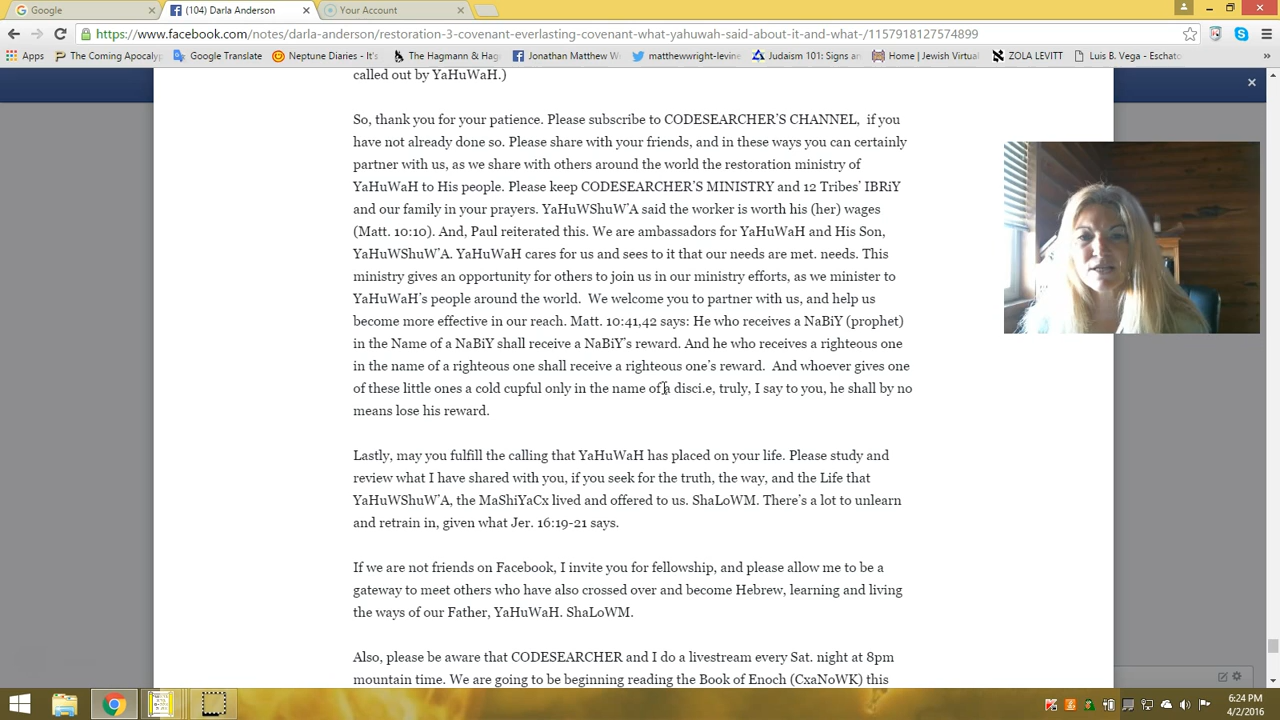 Google
(104) Darla Anderson
Your Account
https://www.facebook.com/notes/darla-anderson/restoration-3-covenant-everlasting-covenant-what-yahuwah-said-about-it-and-what-/1157918127574899
Apps
The Coming Apocalyp
Google Translate
Neptune Diaries - It's
The Hagmann Report
Jonathan Matthew W
matthewwright-levine
Judaism 101: Signs an
Home | Jewish Virtual
ZOLA LEVITT
Luis B. Vega - Eschato
called out by YaHuWaH.)
So, thank you for your patience. Please subscribe to CODESEARCHER'S CHANNEL, if you
have not already done so. Please share with your friends, and in these ways you can certainly
partner with us, as we share with others around the world the restoration ministry of
YaHuWaH to His people. Please keep CODESEARCHER'S MINISTRY and 12 Tribes' IBRiY
and our family in your prayers. YaHuWShuW'A said the worker is worth his (her) wages
(Matt. 10:10). And, Paul reiterated this. We are ambassadors for YaHuWaH and His Son,
YaHuWShuW'A. YaHuWaH cares for us and sees to it that our needs are met. needs. This
ministry gives an opportunity for others to join us in our ministry efforts, as we minister to
YaHuWaH's people around the world. We welcome you to partner with us, and help us
become more effective in our reach. Matt. 10:41,42 says: He who receives a NaBiY (prophet)
in the Name of a NaBiY shall receive a NaBiY's reward. And he who receives a righteous one
in the name of a righteous one shall receive a righteous one's reward. And whoever gives one
of these little ones a cold cupful only in the name of a disci.e, truly, I say to you, he shall by no
means lose his reward.
Lastly, may you fulfill the calling that YaHuWaH has placed on your life. Please study and
review what I have shared with you, if you seek for the truth, the way, and the Life that
YaHuWShuW'A, the MaShiYaCx lived and offered to us. ShaLoWM. There's a lot to unlearn
and retrain in, given what Jer. 16:19-21 says.
If we are not friends on Facebook, I invite you for fellowship, and please allow me to be a
gateway to meet others who have also crossed over and become Hebrew, learning and living
the ways of our Father, YaHuWaH. ShaLoWM.
Also, please be aware that CODESEARCHER and I do a livestream every Sat. night at 8pm
mountain time. We are going to be beginning reading the Book of Enoch (CxaNoWK) this
6:24 PM
4/2/2016